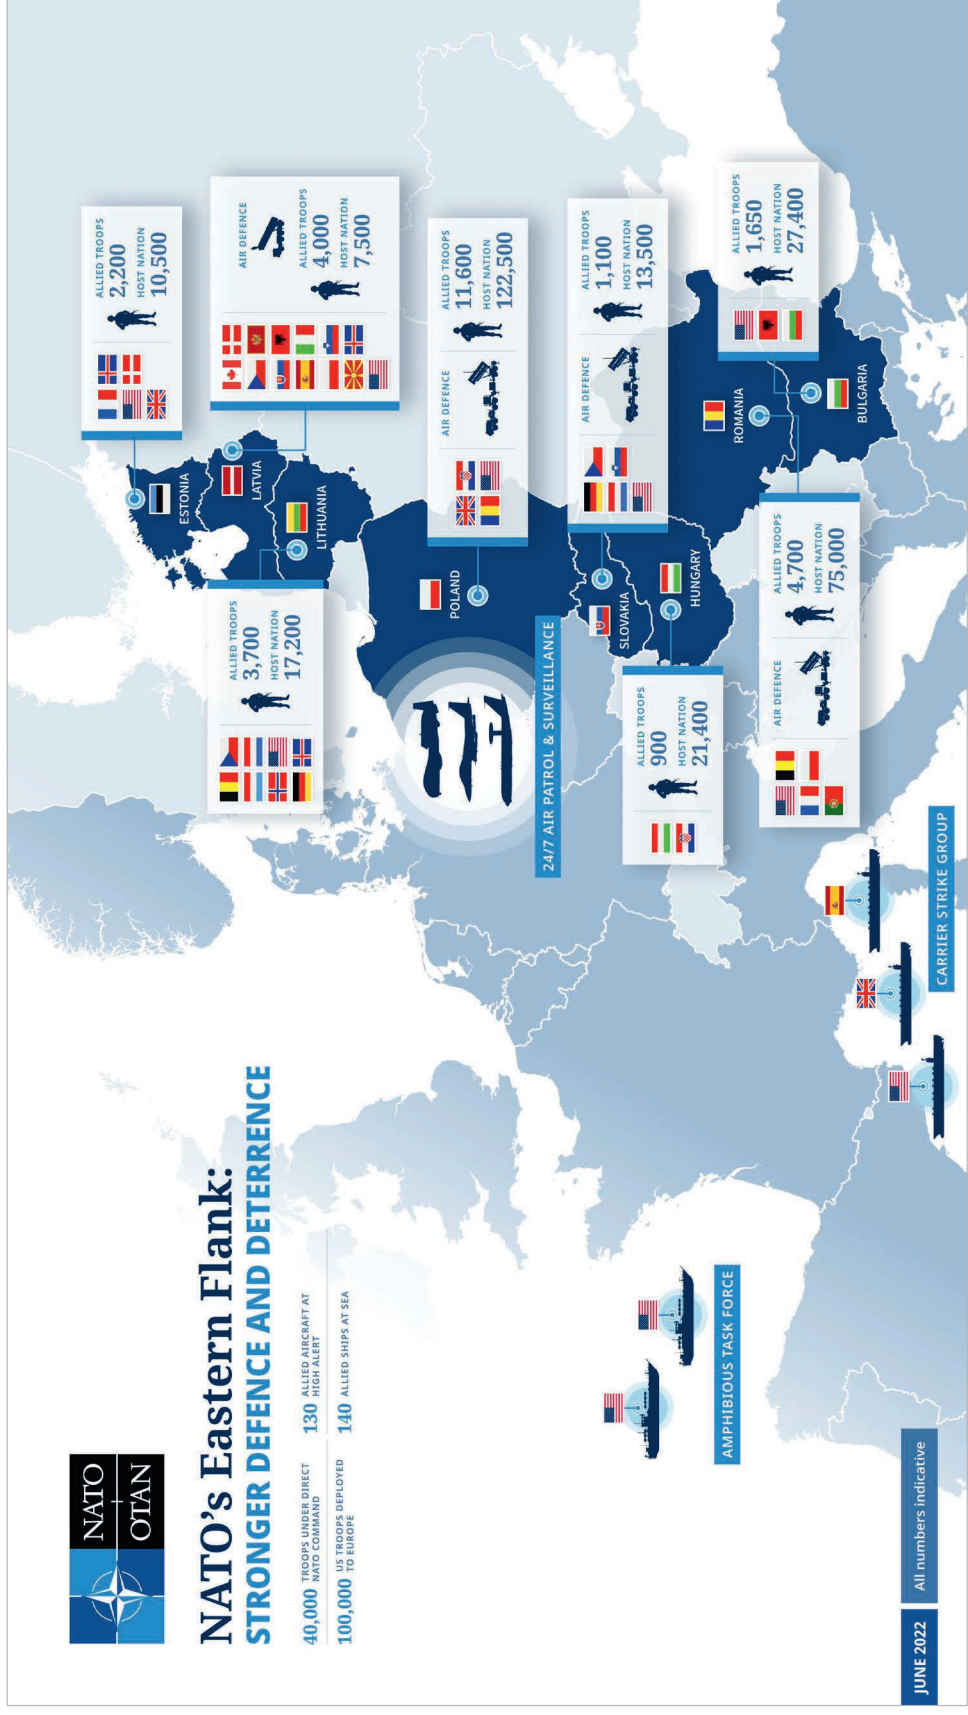 NATO
OTAN
NATO's Eastern Flank:
STRONGER DEFENCE AND DETERRENCE
40,000 TROOPS UNDER DIRECT
NATO COMMAND
130 ALLIED AIRCRAFT AT
HIGH ALERT
100,000 US TROOPS DEPLOYED
TO EUROPE
140 ALLIED SHIPS AT SEA
ALLIED TROOPS
2,200
HOST NATION
10,500
ESTONIA
AIR DEFENCE
ALLIED TROOPS
4,000
HOST NATION
7,500
LATVIA
ALLIED TROOPS
3,700
HOST NATION
17,200
LITHUANIA
AIR DEFENCE
ALLIED TROOPS
11,600
HOST NATION
122,500
POLAND
24/7 AIR PATROL & SURVEILLANCE
AIR DEFENCE
ALLIED TROOPS
1,100
HOST NATION
13,500
SLOVAKIA
ALLIED TROOPS
900
HOST NATION
21,400
HUNGARY
AIR DEFENCE
ALLIED TROOPS
4,700
HOST NATION
75,000
ROMANIA
ALLIED TROOPS
1,650
HOST NATION
27,400
BULGARIA
AMPHIBIOUS TASK FORCE
CARRIER STRIKE GROUP
JUNE 2022
All numbers indicative